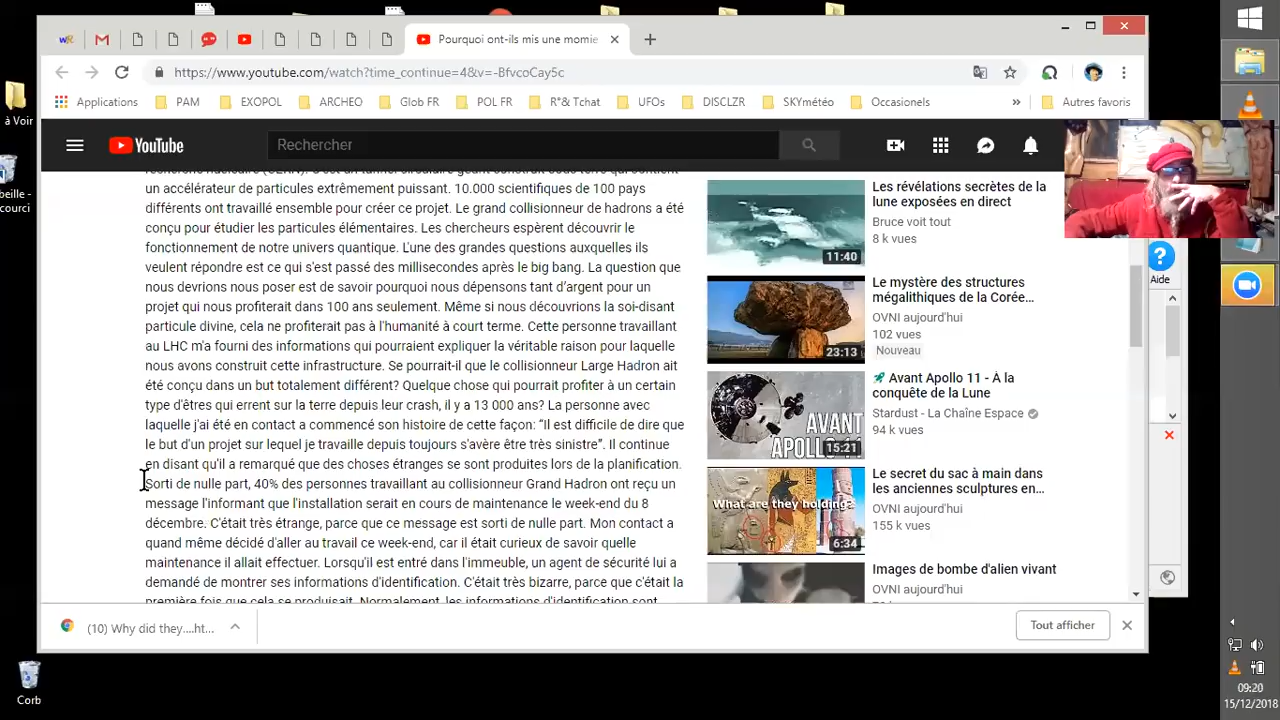 Pourquoi ont-ils mis une momie
https://www.youtube.com/watch?time_continue=4&v=-BfvcoCay5c
Applications
PAM
EXOPOL
ARCHEO
Glob FR
POL FR
R*& Tchat
UFOs
DISCLZR
SKYmétéo
Occasionels
»
Autres favoris
à Voir
YouTube
Rechercher
un accélérateur de particules extrêmement puissant. 10.000 scientifiques de 100 pays
différents ont travaillé ensemble pour créer ce projet. Le grand collisionneur de hadrons a été
conçu pour étudier les particules élémentaires. Les chercheurs espèrent découvrir le
fonctionnement de notre univers quantique. L'une des grandes questions auxquelles ils
veulent répondre est ce qui s'est passé des millisecondes après le big bang. La question que
nous devrions nous poser est de savoir pourquoi nous dépensons tant d'argent pour un
projet qui nous profiterait dans 100 ans seulement. Même si nous découvrions la soi-disant
particule divine, cela ne profiterait pas à l'humanité à court terme. Cette personne travaillant
au LHC m'a fourni des informations qui pourraient expliquer la véritable raison pour laquelle
nous avons construit cette infrastructure. Se pourrait-il que le collisionneur Large Hadron ait
été conçu dans un but totalement différent? Quelque chose qui pourrait profiter à un certain
type d'êtres qui errent sur la terre depuis leur crash, il y a 13 000 ans? La personne avec
laquelle j'ai été en contact a commencé son histoire de cette façon: “Il est difficile de dire que
le but d'un projet sur lequel je travaille depuis toujours s'avère être très sinistre”. Il continue
en disant qu'il a remarqué que des choses étranges se sont produites lors de la planification.
Sorti de nulle part, 40% des personnes travaillant au collisionneur Grand Hadron ont reçu un
message l'informant que l'installation serait en cours de maintenance le week-end du 8
décembre. C'était très étrange, parce que ce message est sorti de nulle part. Mon contact a
quand même décidé d'aller au travail ce week-end, car il était curieux de savoir quelle
maintenance il allait effectuer. Lorsqu'il est entré dans l'immeuble, un agent de sécurité lui a
demandé de montrer ses informations d'identification. C'était très bizarre, parce que c'était la
première fois que cela se produisait. Normalement, les informations d'identification sont
Les révélations secrètes de la
lune exposées en direct
Bruce voit tout
8 k vues
11:40
Le mystère des structures
mégalithiques de la Corée...
OVNI aujourd'hui
102 vues
Nouveau
23:13
Avant Apollo 11 - À la
conquête de la Lune
Stardust - La Chaîne Espace
94 k vues
AVANT
APOLLO 11
15:21
Le secret du sac à main dans
les anciennes sculptures en...
OVNI aujourd'hui
155 k vues
What are they holding?
6:34
Images de bombe d'alien vivant
OVNI aujourd'hui
Aide
(10) Why did they....ht...
Tout afficher
Corb
09:20
15/12/2018